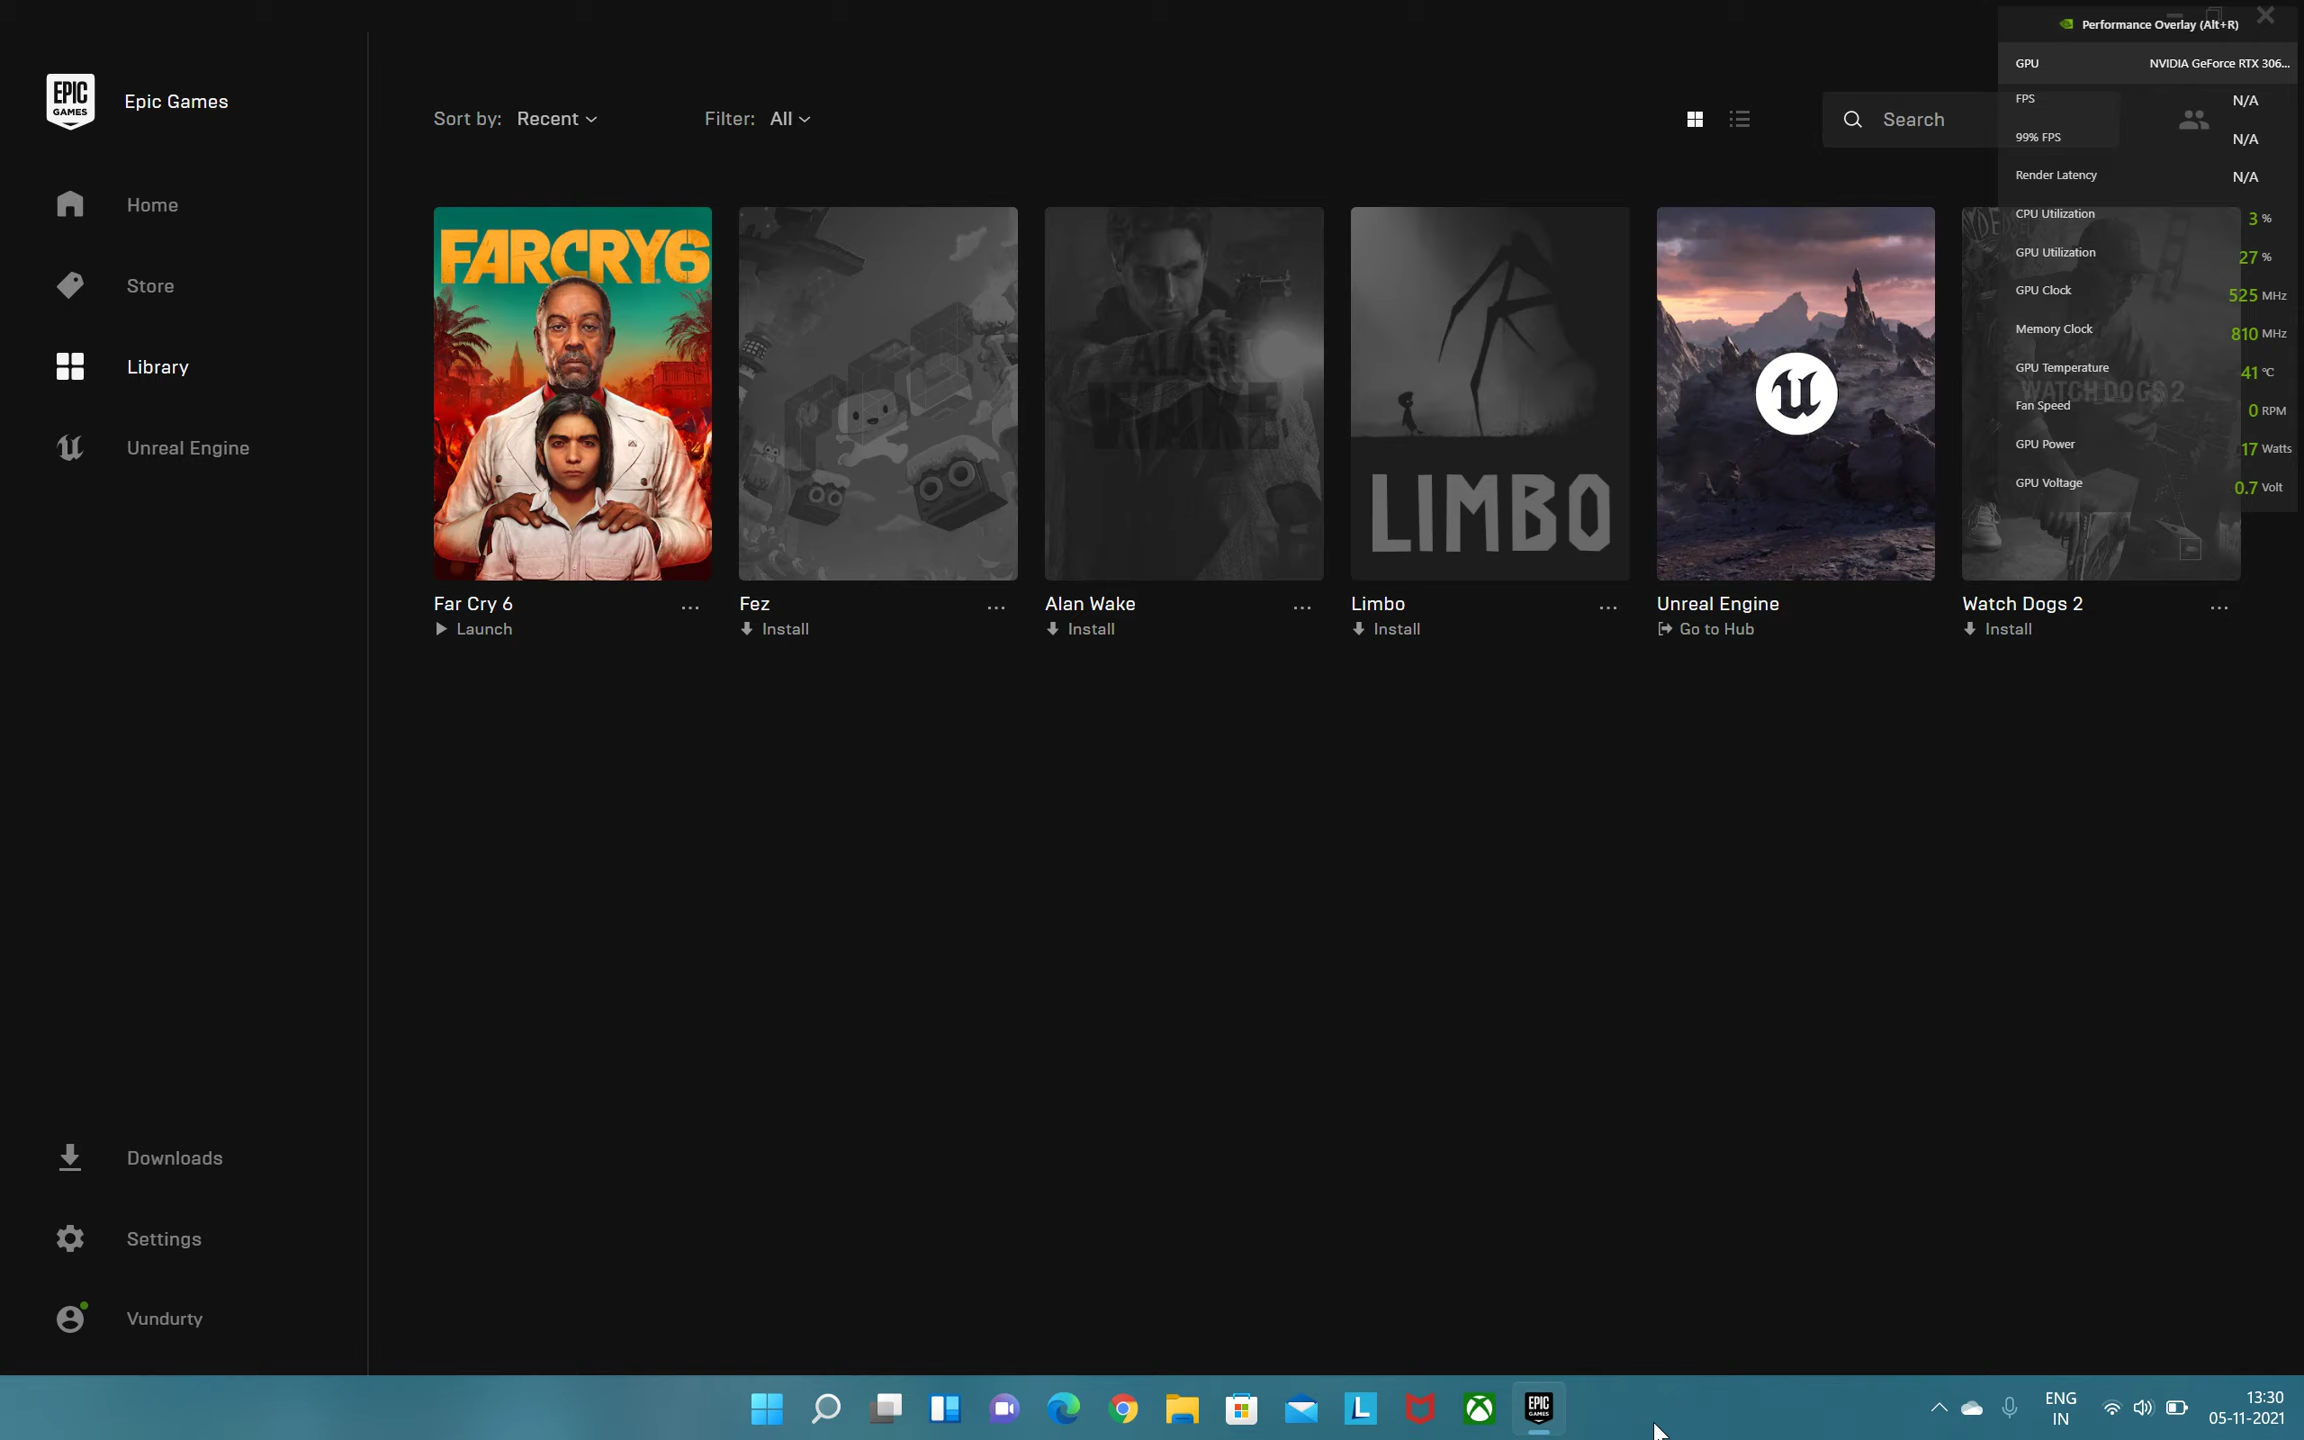 Performance Overlay (Alt+R)
GPU NVIDIA GeForce RTX 306...
FPS N/A
99% FPS N/A
Render Latency N/A
CPU Utilization 3 %
GPU Utilization 27 %
GPU Clock 525 MHz
Memory Clock 810 MHz
GPU Temperature 41 °C
Fan Speed 0 RPM
GPU Power 17 Watts
GPU Voltage 0.7 Volt
EPIC
GAMES
Epic Games
Home
Store
Library
Unreal Engine
Downloads
Settings
Vundurty
Sort by: Recent
Filter: All
Search
FARCRY6
ALAN
WAKE
LIMBO
WATCH DOGS 2
Far Cry 6 ...
Launch
Fez ...
Install
Alan Wake ...
Install
Limbo ...
Install
Unreal Engine
Go to Hub
Watch Dogs 2 ...
Install
L
EPIC
GAMES
ENG
IN
13:30
05-11-2021